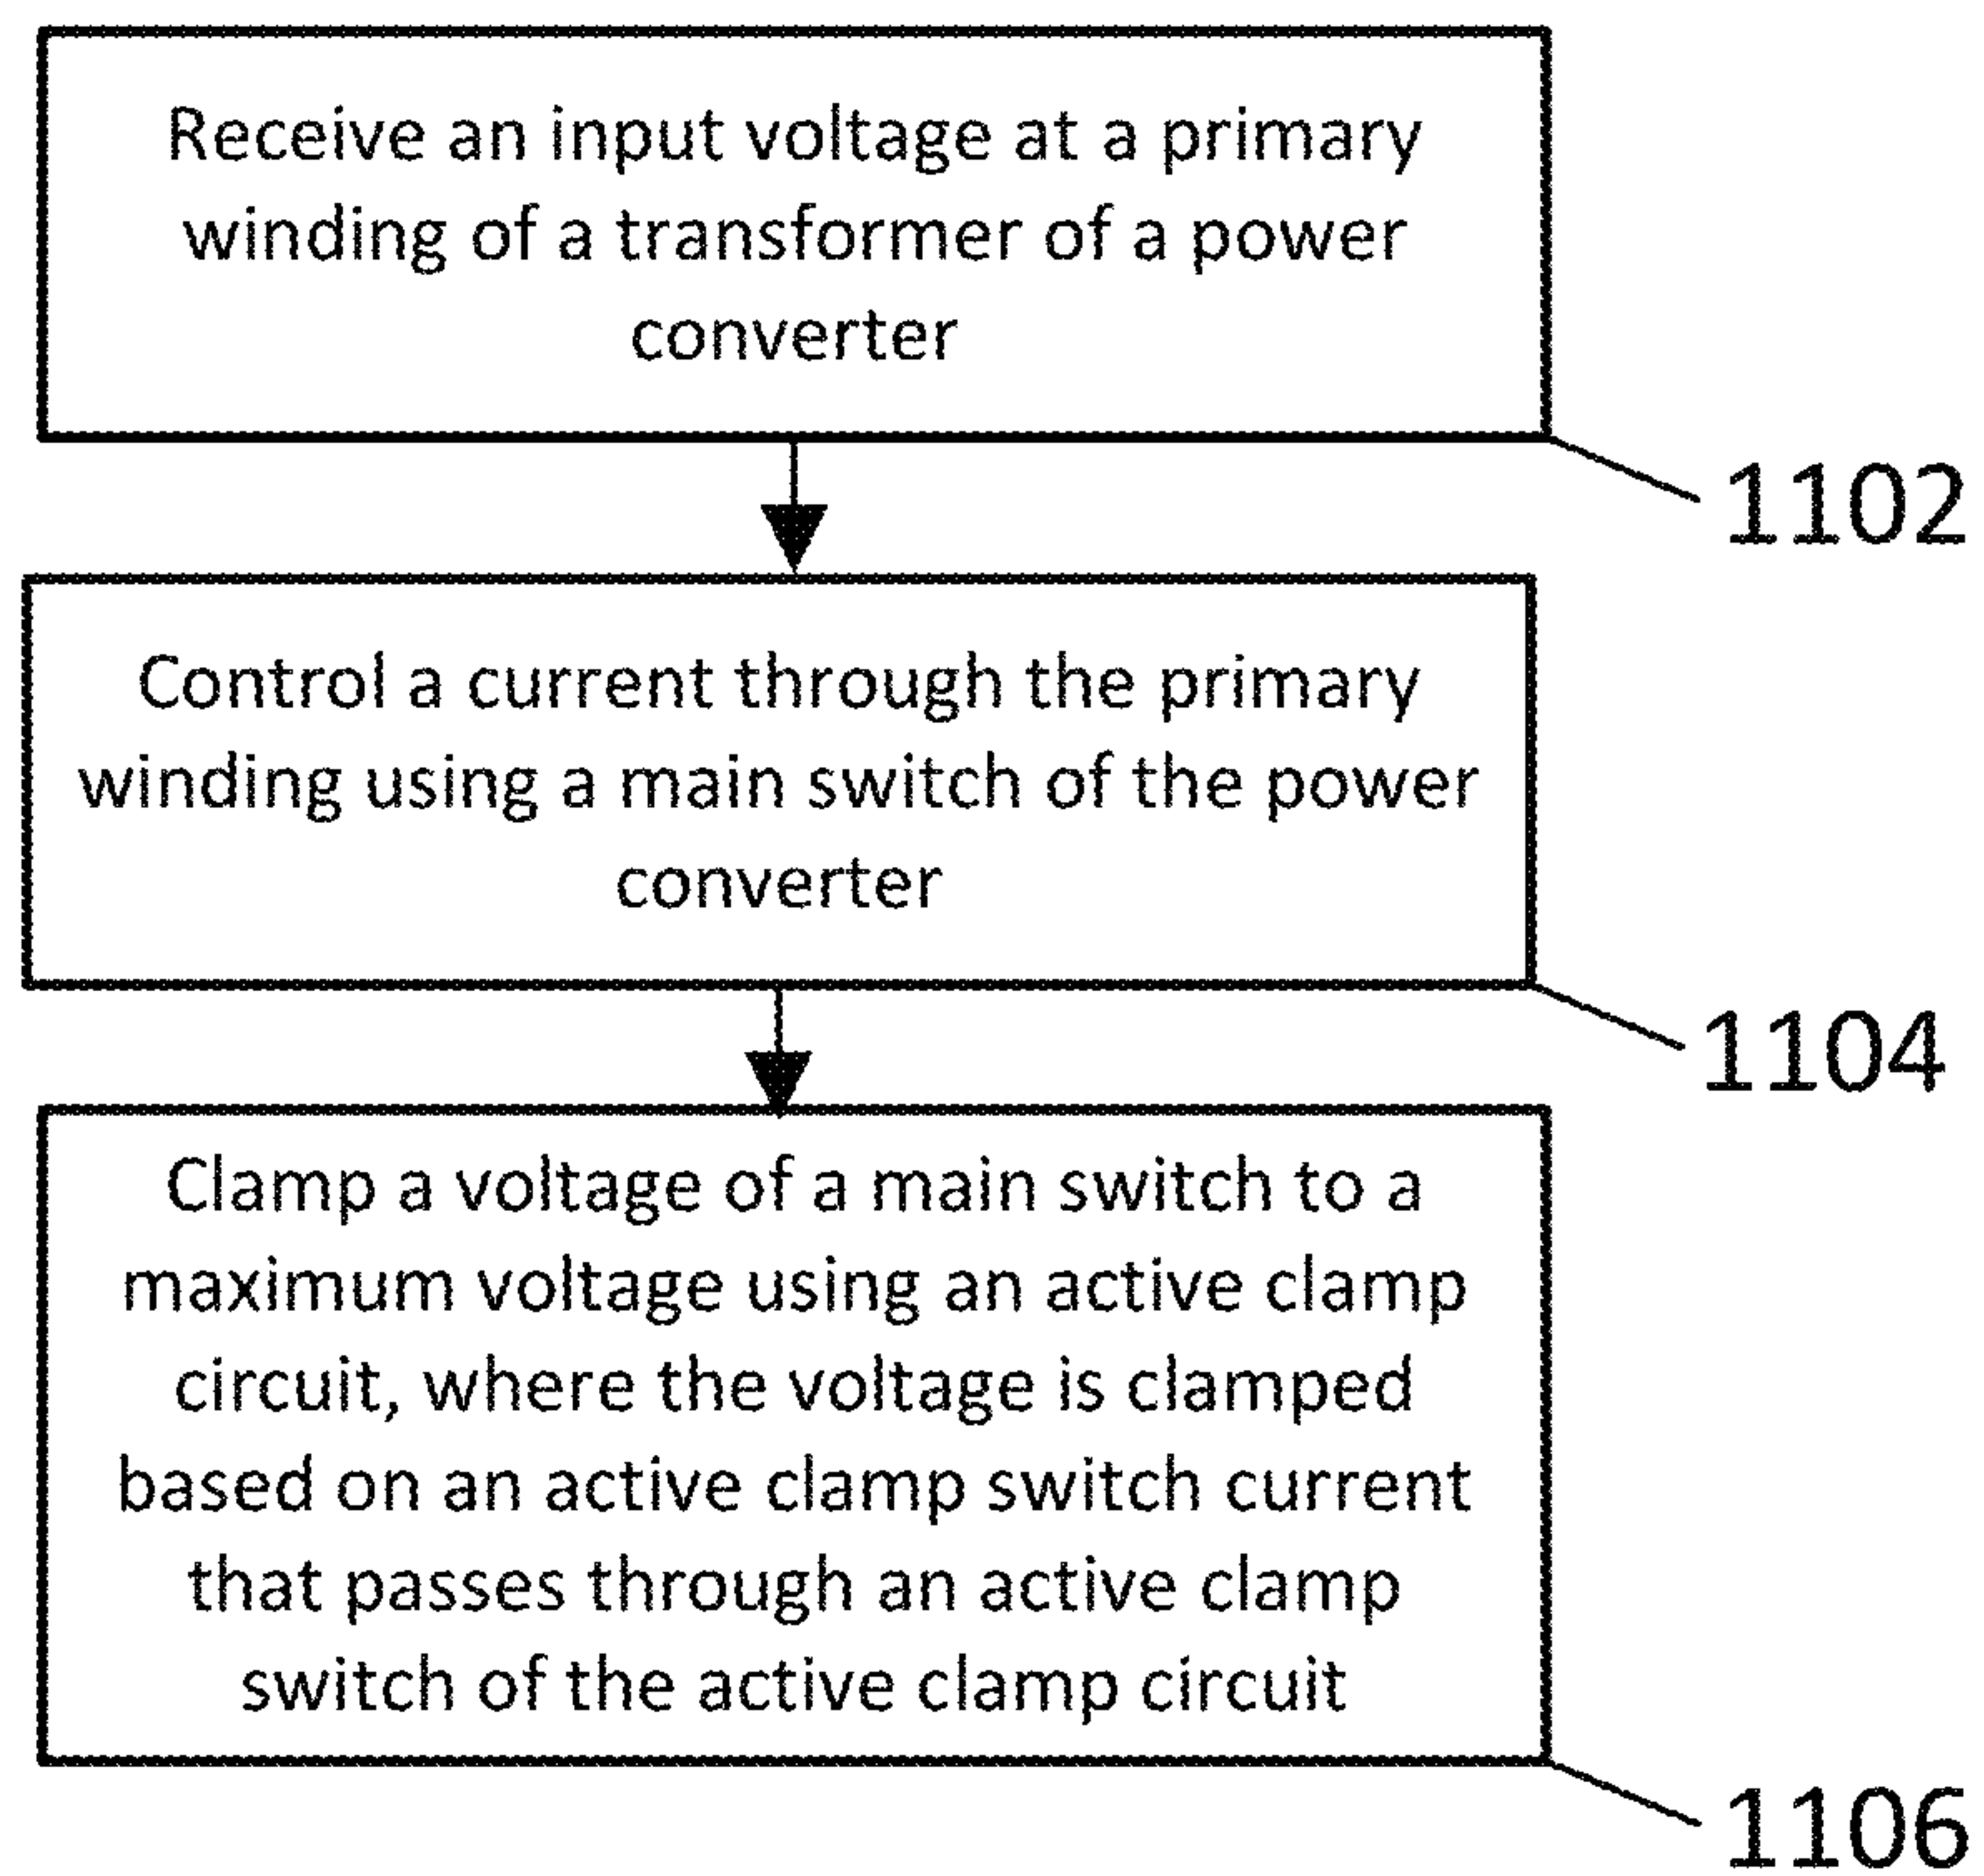 Receive an input voltage at a primary
winding of a transformer of a power
converter
1102
Control a current through the primary
winding using a main switch of the power
converter
1104
Clamp a voltage of a main switch to a
maximum voltage using an active clamp
circuit, where the voltage is clamped
based on an active clamp switch current
that passes through an active clamp
switch of the active clamp circuit
1106